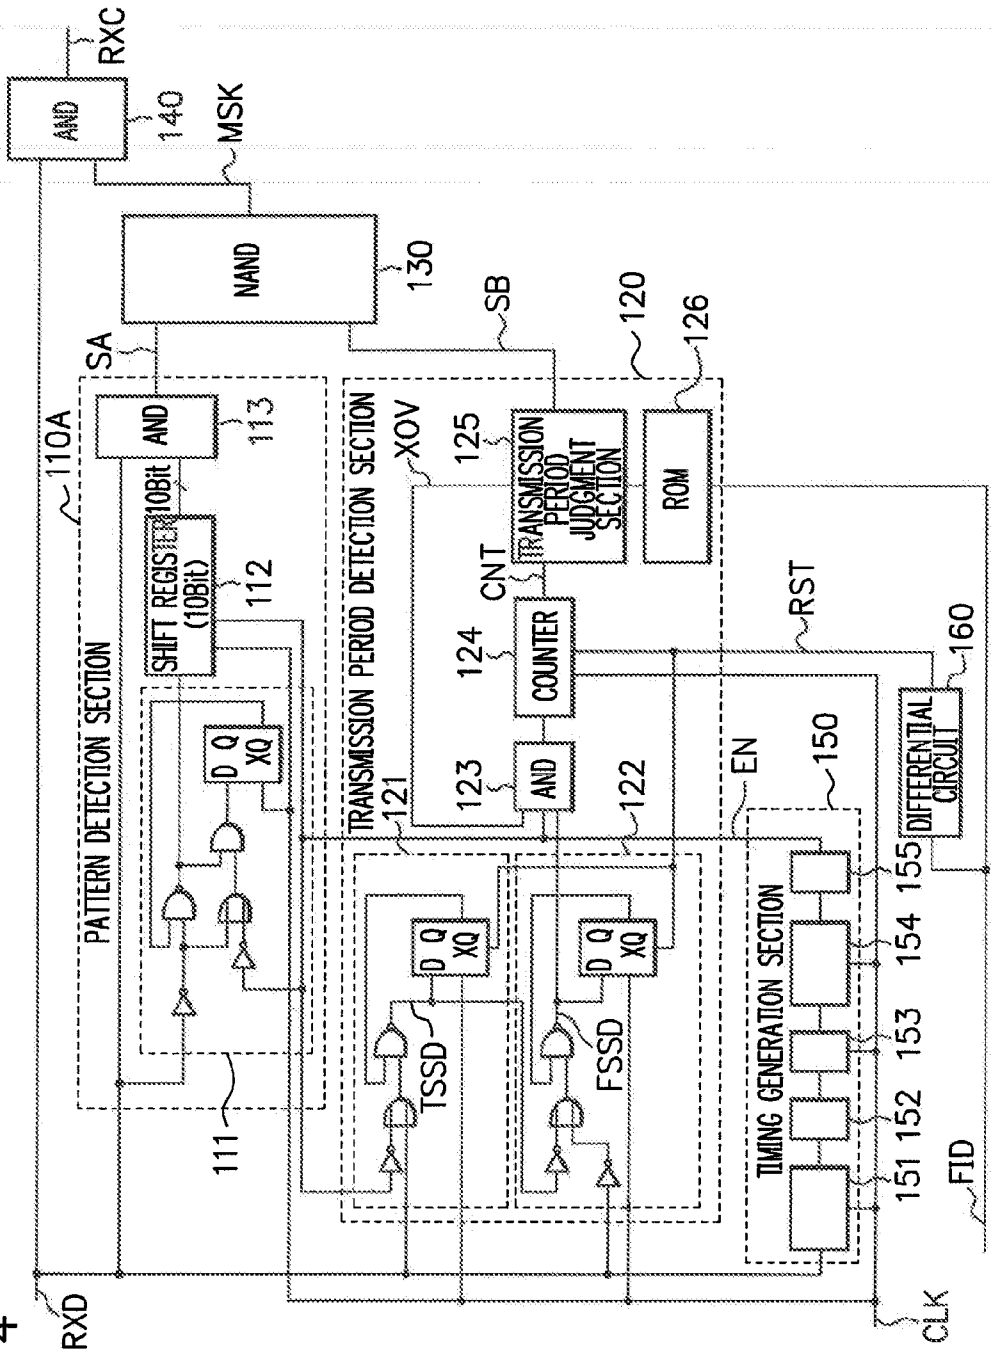 4
RXD
RXC
AND
140
MSK
NAND
130
SA
SB
110A
PATTERN DETECTION SECTION
AND
113
10Bit
SHIFT REGISTER
(10Bit)
112
D Q
XQ
111
TRANSMISSION PERIOD DETECTION SECTION
120
121
D Q
XQ
TSSD
122
D Q
XQ
FSSD
123
AND
124
COUNTER
CNT
XOV
125
TRANSMISSION
PERIOD
JUDGMENT
SECTION
126
ROM
RST
EN
TIMING GENERATION SECTION
150
151
152
153
154
155
DIFFERENTIAL
CIRCUIT
160
CLK
FID